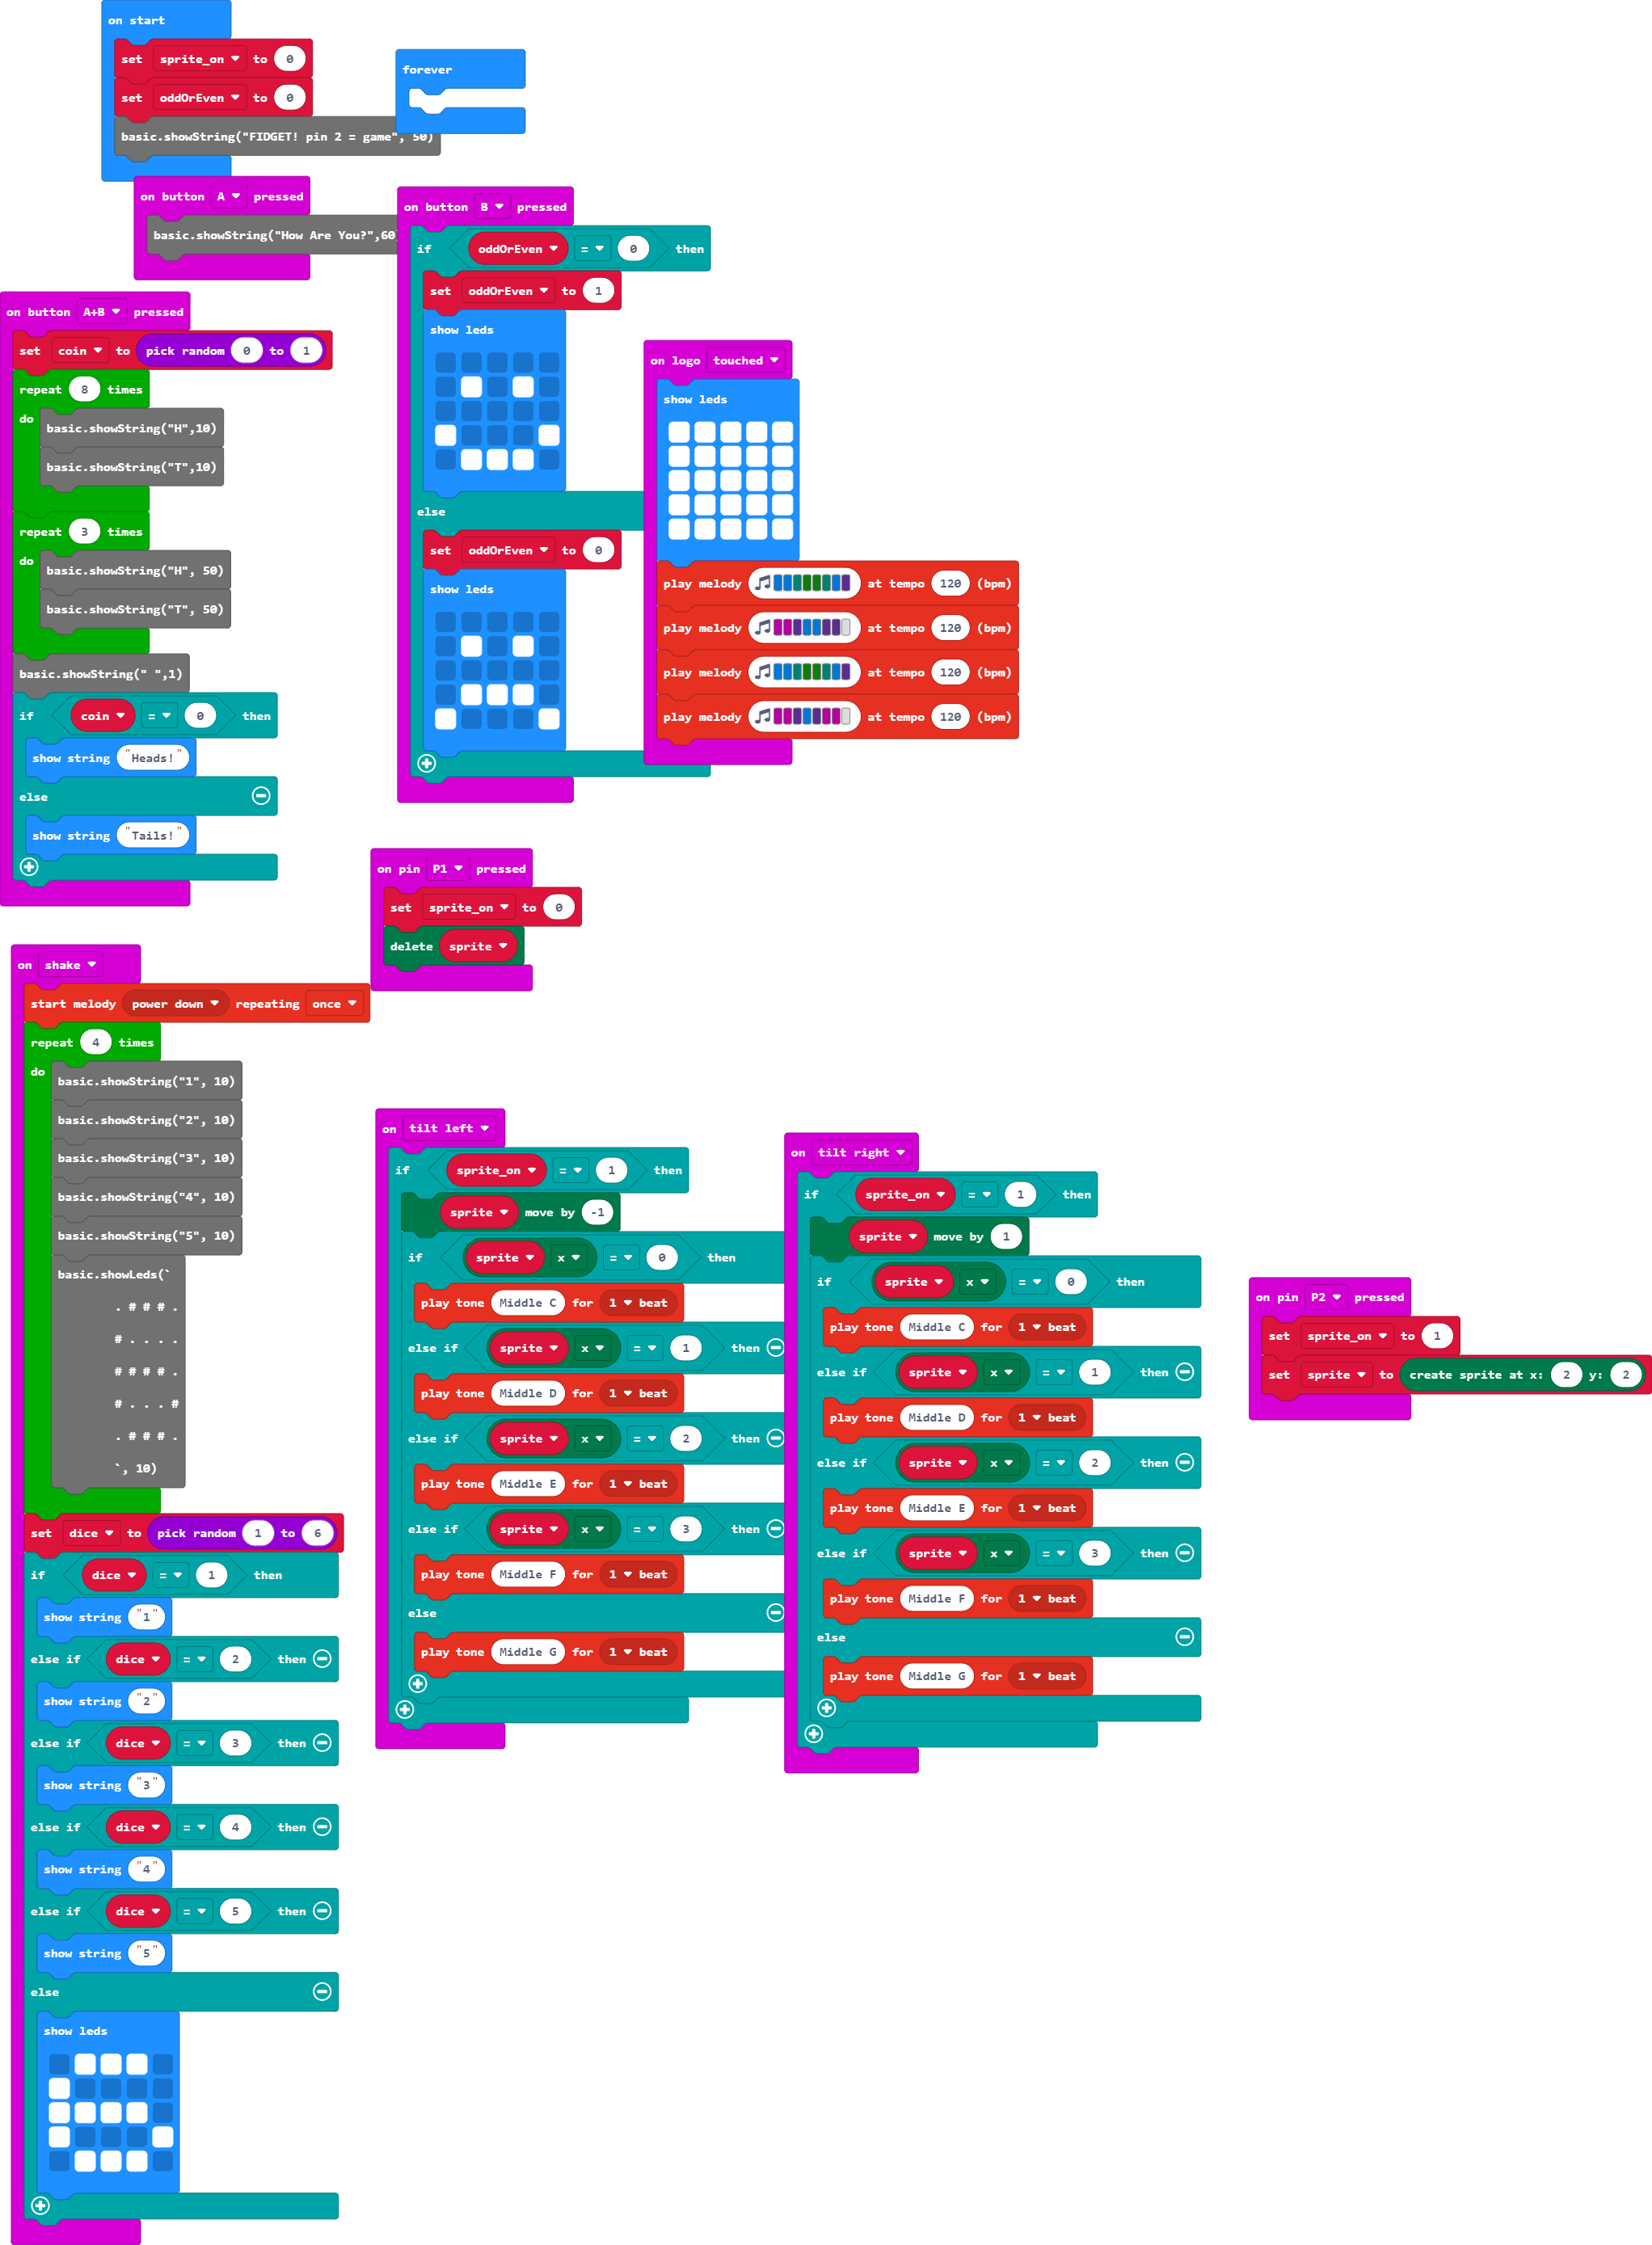 on start
set sprite_on to 0
set oddOrEven to 0
basic.showString("FIDGET! pin 2 = game", 50)
forever
on button A pressed
basic.showString("How Are You?",60
on button B pressed
if oddOrEven = 0 then
set oddOrEven to 1
show leds
else
set oddOrEven to 0
show leds
on button A+B pressed
set coin to pick random 0 to 1
repeat 8 times
do
basic.showString("H",10)
basic.showString("T",10)
repeat 3 times
do
basic.showString("H", 50)
basic.showString("T", 50)
basic.showString(" ",1)
if coin = 0 then
show string "Heads!"
else
show string "Tails!"
on logo touched
show leds
play melody at tempo 120 (bpm)
play melody at tempo 120 (bpm)
play melody at tempo 120 (bpm)
play melody at tempo 120 (bpm)
on pin P1 pressed
set sprite_on to 0
delete sprite
on shake
start melody power down repeating once
repeat 4 times
do
basic.showString("1", 10)
basic.showString("2", 10)
basic.showString("3", 10)
basic.showString("4", 10)
basic.showString("5", 10)
basic.showLeds(`
. # # # .
# . . . .
# # # # .
# . . . #
. # # # .
`, 10)
set dice to pick random 1 to 6
if dice = 1 then
show string "1"
else if dice = 2 then
show string "2"
else if dice = 3 then
show string "3"
else if dice = 4 then
show string "4"
else if dice = 5 then
show string "5"
else
show leds
on tilt left
if sprite_on = 1 then
sprite move by -1
if sprite x = 0 then
play tone Middle C for 1 beat
else if sprite x = 1 then
play tone Middle D for 1 beat
else if sprite x = 2 then
play tone Middle E for 1 beat
else if sprite x = 3 then
play tone Middle F for 1 beat
else
play tone Middle G for 1 beat
on tilt right
if sprite_on = 1 then
sprite move by 1
if sprite x = 0 then
play tone Middle C for 1 beat
else if sprite x = 1 then
play tone Middle D for 1 beat
else if sprite x = 2 then
play tone Middle E for 1 beat
else if sprite x = 3 then
play tone Middle F for 1 beat
else
play tone Middle G for 1 beat
on pin P2 pressed
set sprite_on to 1
set sprite to create sprite at x: 2 y: 2